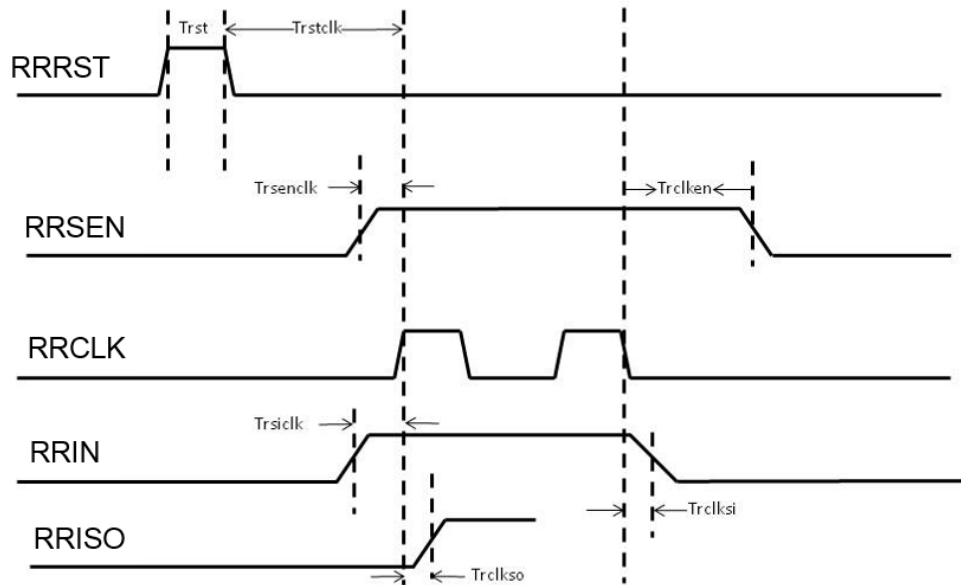 Trst
Trstclk
RRRST
Trsenclk
Trclken
RRSEN
RRCLK
Trsiclk
RRIN
Trclksi
RRISO
Trclkso